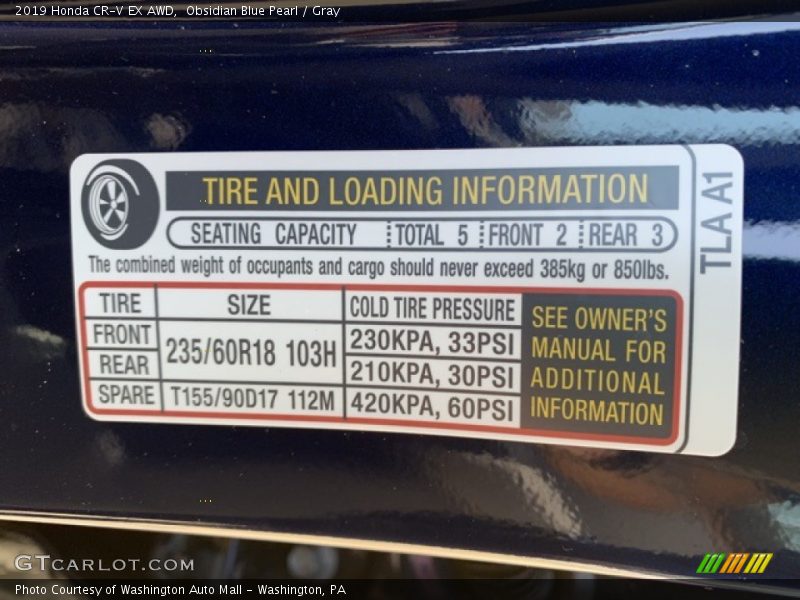 2019 Honda CR-V EX AWD, Obsidian Blue Pearl / Gray
TIRE AND LOADING INFORMATION
SEATING CAPACITY TOTAL 5 FRONT 2 REAR 3
The combined weight of occupants and cargo should never exceed 385kg or 850lbs.
TIRE SIZE COLD TIRE PRESSURE
FRONT 235/60R18 103H 230KPA, 33PSI
REAR 210KPA, 30PSI
SPARE T155/90D17 112M 420KPA, 60PSI
SEE OWNER'S
MANUAL FOR
ADDITIONAL
INFORMATION
TLA A1
GTCARLOT.COM
Photo Courtesy of Washington Auto Mall - Washington, PA